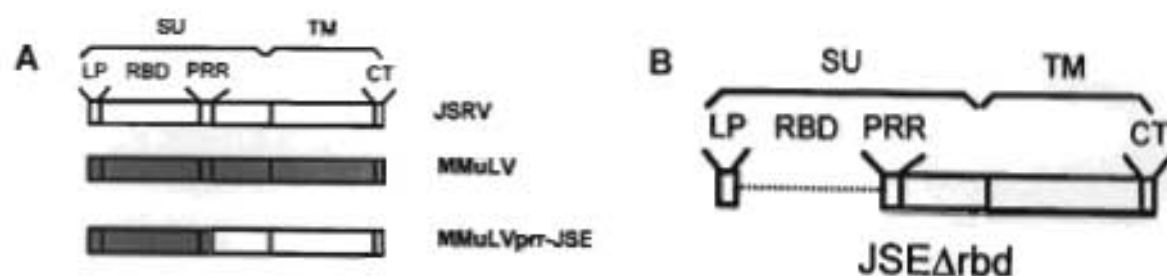 A
SU TM
LP RBD PRR CT
JSRV
MMuLV
MMuLVprr-JSE
B
SU TM
LP RBD PRR CT
JSEΔrbd